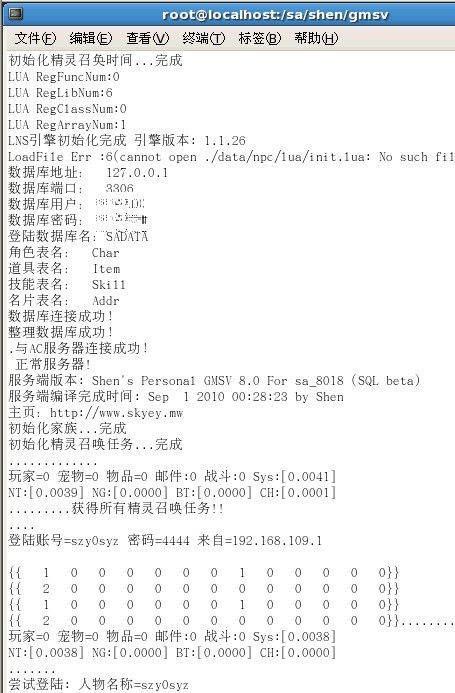 root@localhost:/sa/shen/gmsv
文件(F) 编辑(E) 查看(V) 终端(T) 标签(B) 帮助(H)
初始化精灵召奂时间...完成
LUA RegFuncNum:0
LUA RegLibNum:6
LUA RegClassNum:0
LUA RegArrayNum:1
LNS引擎初始化完成 引擎版本: 1.1.26
LoadFile Err :6(cannot open ./data/npc/lua/init.lua: No such fil
数据库地址: 127.0.0.1
数据库端口: 3306
数据库用户:
数据库密码:
登陆数据库名: SADATA
角色表名: Char
道具表名: Item
技能表名: Skill
名片表名: Addr
数据库连接成功!
整理数据库成功!
.与AC服务器连接成功!
正常服务器!
服务端版本: Shen's Personal GMSV 8.0 For sa_8018 (SQL beta)
服务端编译完成时间: Sep 1 2010 00:28:23 by Shen
主页: http://www.skyey.mw
初始化家族...完成
初始化精灵召唤任务...完成
.............
玩家=0 宠物=0 物品=0 邮件:0 战斗:0 Sys:[0.0041]
NT:[0.0039] NG:[0.0000] BT:[0.0000] CH:[0.0001]
.........获得所有精灵召唤任务!!
....
登陆账号=szy0syz 密码=4444 来自=192.168.109.1
{{ 1 0 0 0 0 0 0 1 0 0 0 0 0}}
{{ 2 0 0 0 0 0 0 0 0 0 0 0 0}}
{{ 1 0 0 0 0 0 0 1 0 0 0 0 0}}
{{ 2 0 0 0 0 0 0 0 0 0 0 0 0}}........
玩家=0 宠物=0 物品=0 邮件:0 战斗:0 Sys:[0.0038]
NT:[0.0038] NG:[0.0000] BT:[0.0000] CH:[0.0000]
.......
尝试登陆: 人物名称=szy0syz